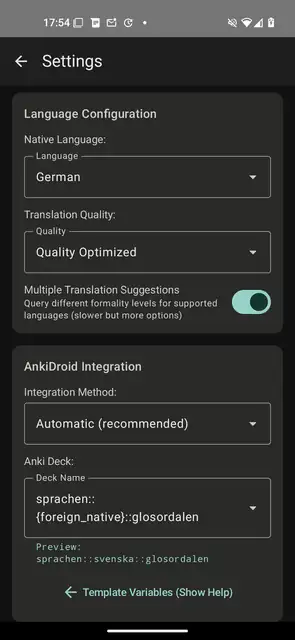 17:54
Settings
Language Configuration
Native Language:
Language
German
Translation Quality:
Quality
Quality Optimized
Multiple Translation Suggestions
Query different formality levels for supported
languages (slower but more options)
AnkiDroid Integration
Integration Method:
Automatic (recommended)
Anki Deck:
Deck Name
sprachen::
{foreign_native}::glosordalen
Preview:
sprachen::svenska::glosordalen
Template Variables (Show Help)